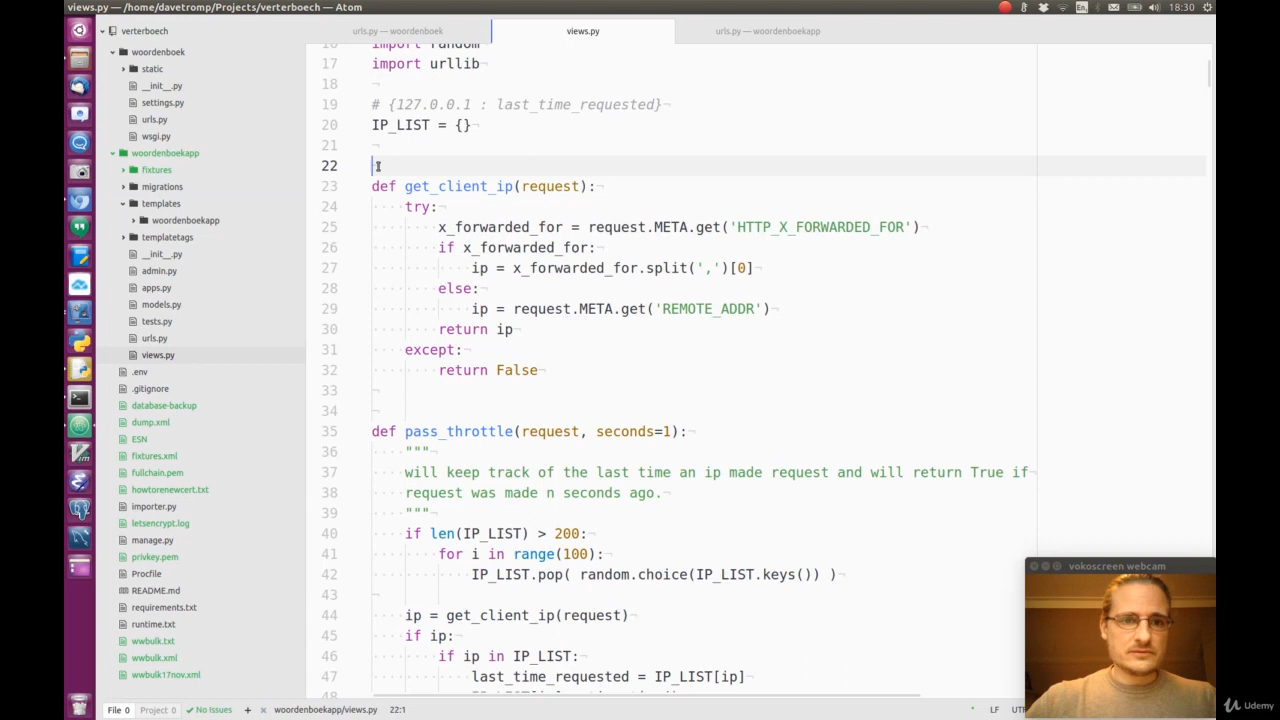 views.py — /home/davetromp/Projects/verterboech — Atom
En
18:30
verterboech
urls.py — woordenboek
views.py
urls.py — woordenboekapp
woordenboek
static
__init__.py
settings.py
urls.py
wsgi.py
woordenboekapp
fixtures
migrations
templates
woordenboekapp
templatetags
__init__.py
admin.py
apps.py
models.py
tests.py
urls.py
views.py
.env
.gitignore
database-backup
dump.xml
ESN
fixtures.xml
fullchain.pem
howtorenewcert.txt
importer.py
letsencrypt.log
manage.py
privkey.pem
Procfile
README.md
requirements.txt
runtime.txt
wwbulk.txt
wwbulk.xml
wwbulk17nov.xml
import random
17 import urllib
18
19 # {127.0.0.1 : last_time_requested}
20 IP_LIST = {}
21
22
23 def get_client_ip(request):
24 try:
25 x_forwarded_for = request.META.get('HTTP_X_FORWARDED_FOR')
26 if x_forwarded_for:
27 ip = x_forwarded_for.split(',')[0]
28 else:
29 ip = request.META.get('REMOTE_ADDR')
30 return ip
31 except:
32 return False
33
34
35 def pass_throttle(request, seconds=1):
36 """
37 will keep track of the last time an ip made request and will return True if
38 request was made n seconds ago.
39 """
40 if len(IP_LIST) > 200:
41 for i in range(100):
42 IP_LIST.pop( random.choice(IP_LIST.keys()) )
43
44 ip = get_client_ip(request)
45 if ip:
46 if ip in IP_LIST:
47 last_time_requested = IP_LIST[ip]
vokoscreen webcam
File 0 Project 0 No Issues + × woordenboekapp/views.py 22:1
LF
Udemy